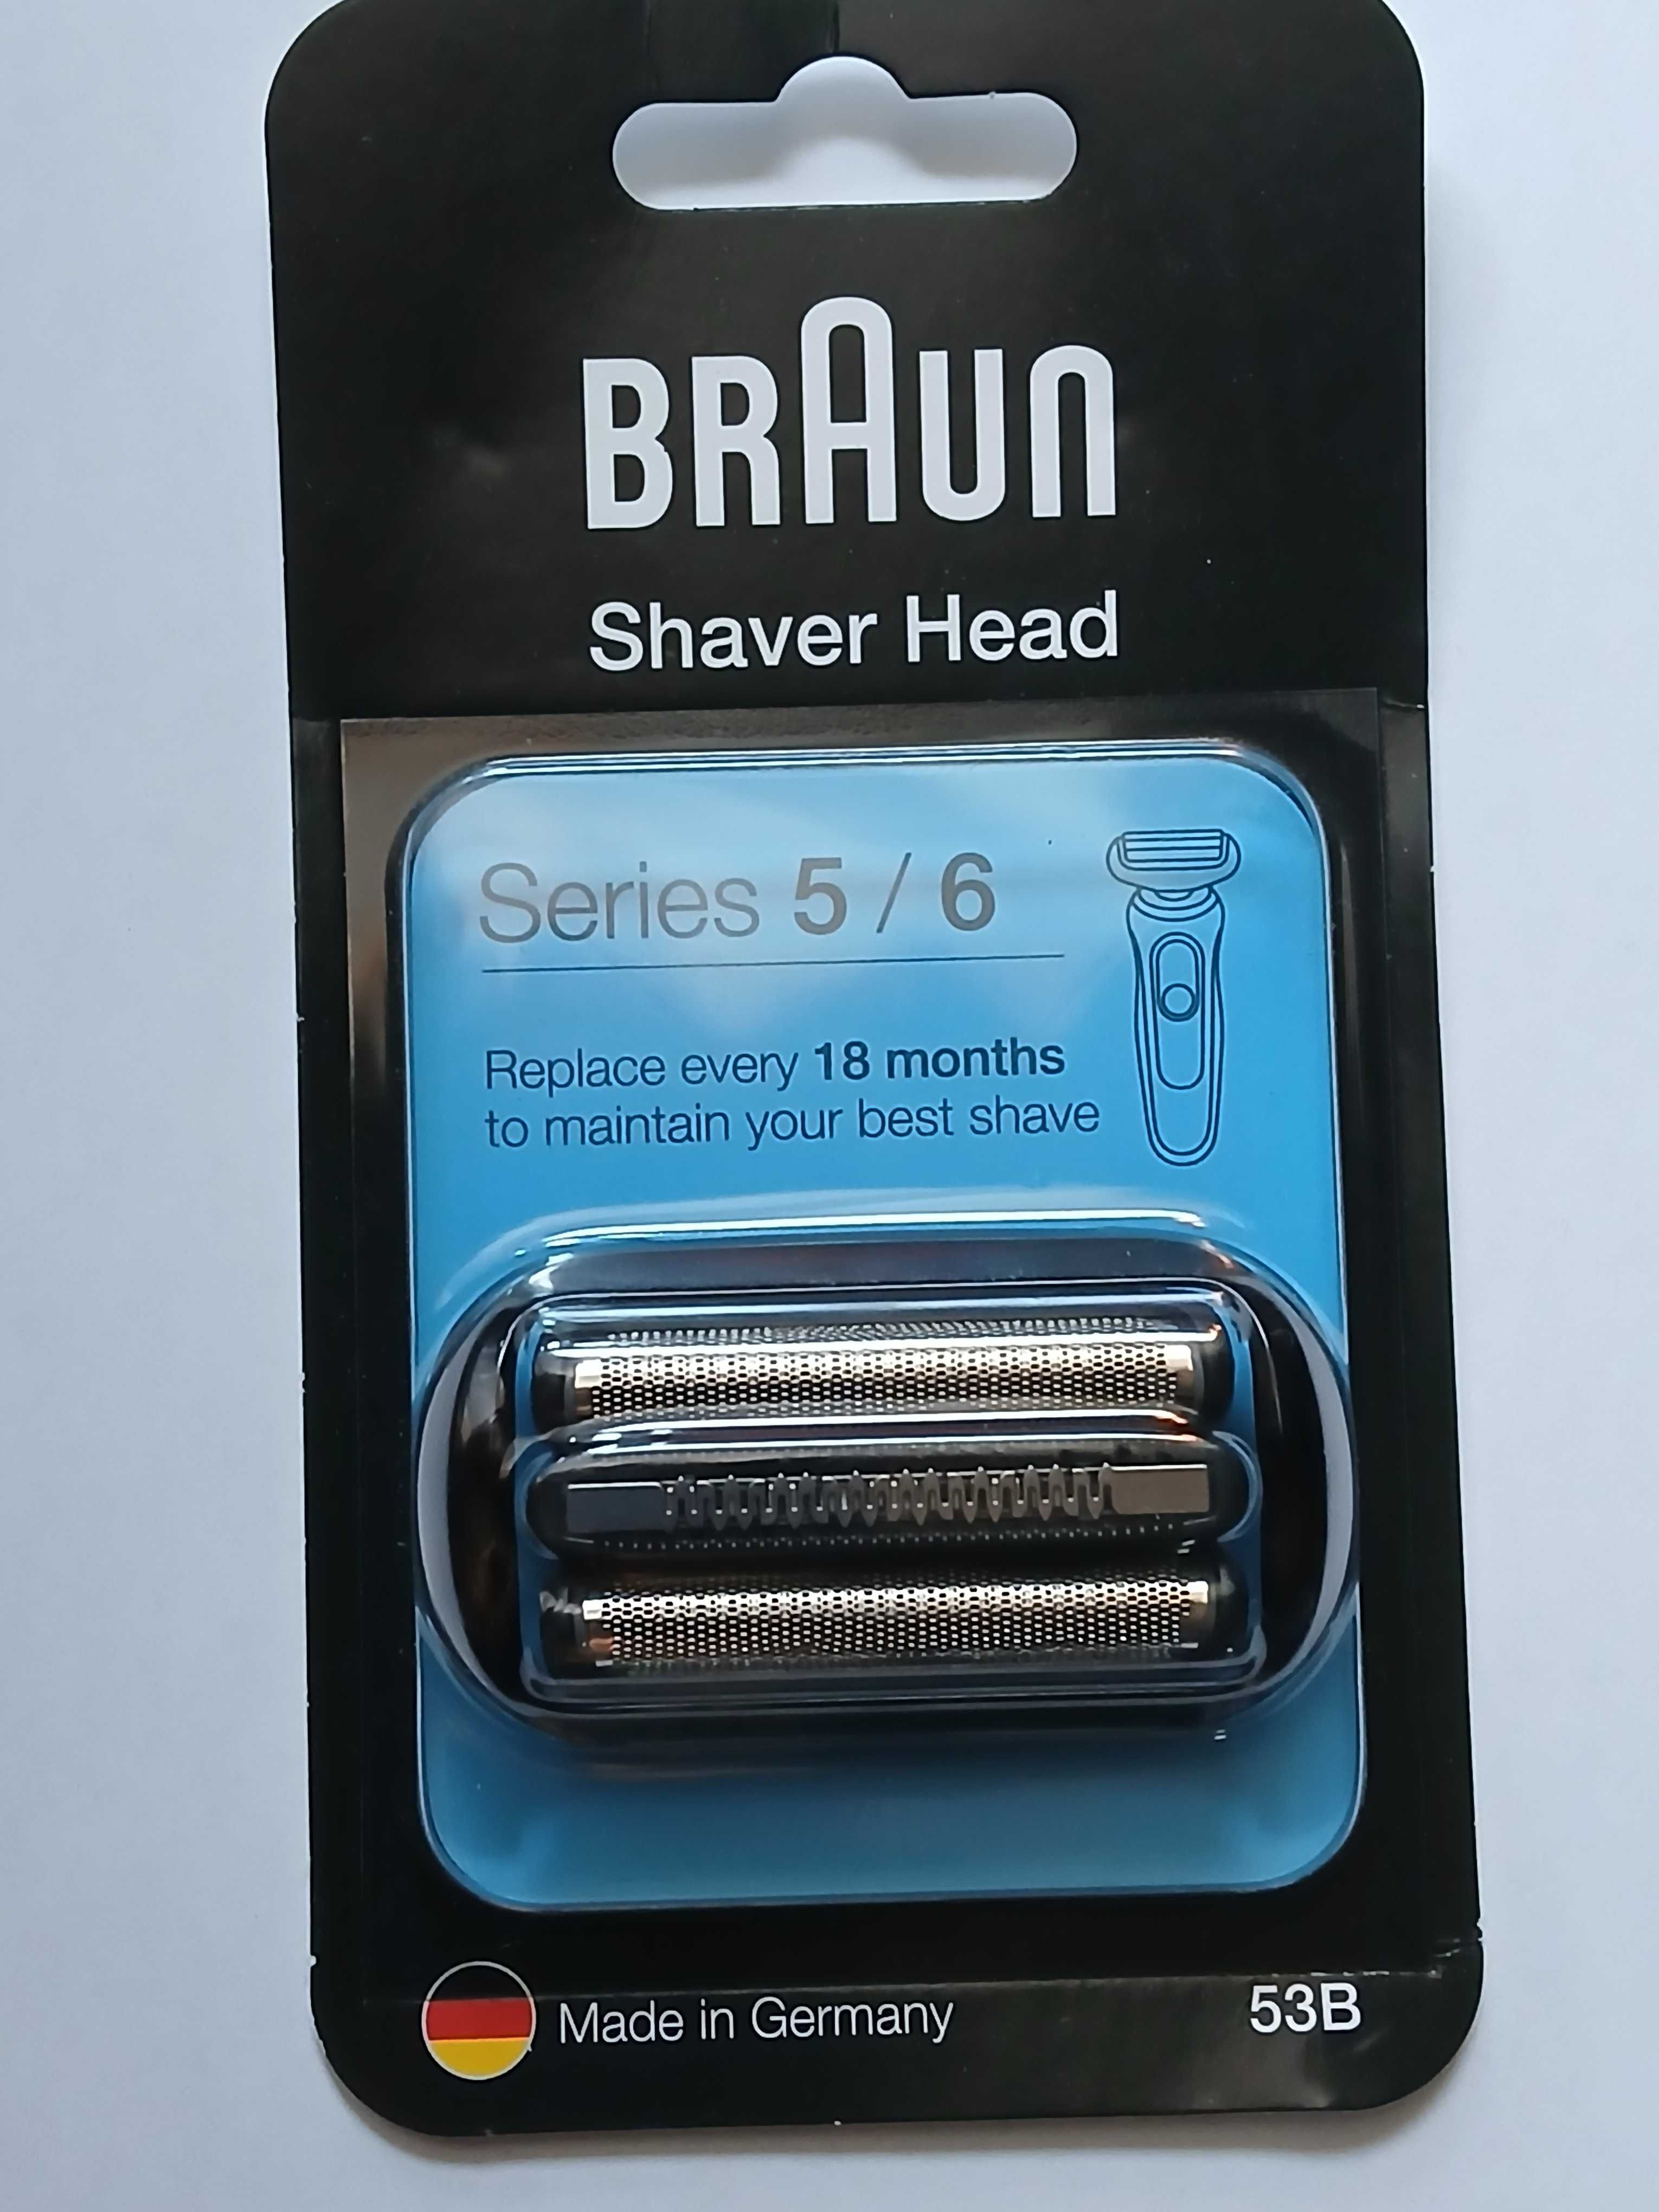 BRAUN
Shaver Head
Series 5 / 6
Replace every 18 months
to maintain your best shave
Made in Germany
53B